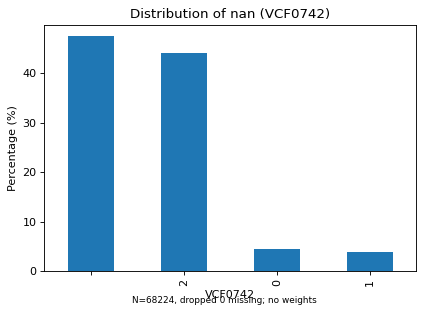 Distribution of nan (VCF0742)
Percentage (%)
40
30
20
10
0
2
0
1
VCF0742
N=68224, dropped 0 missing; no weights